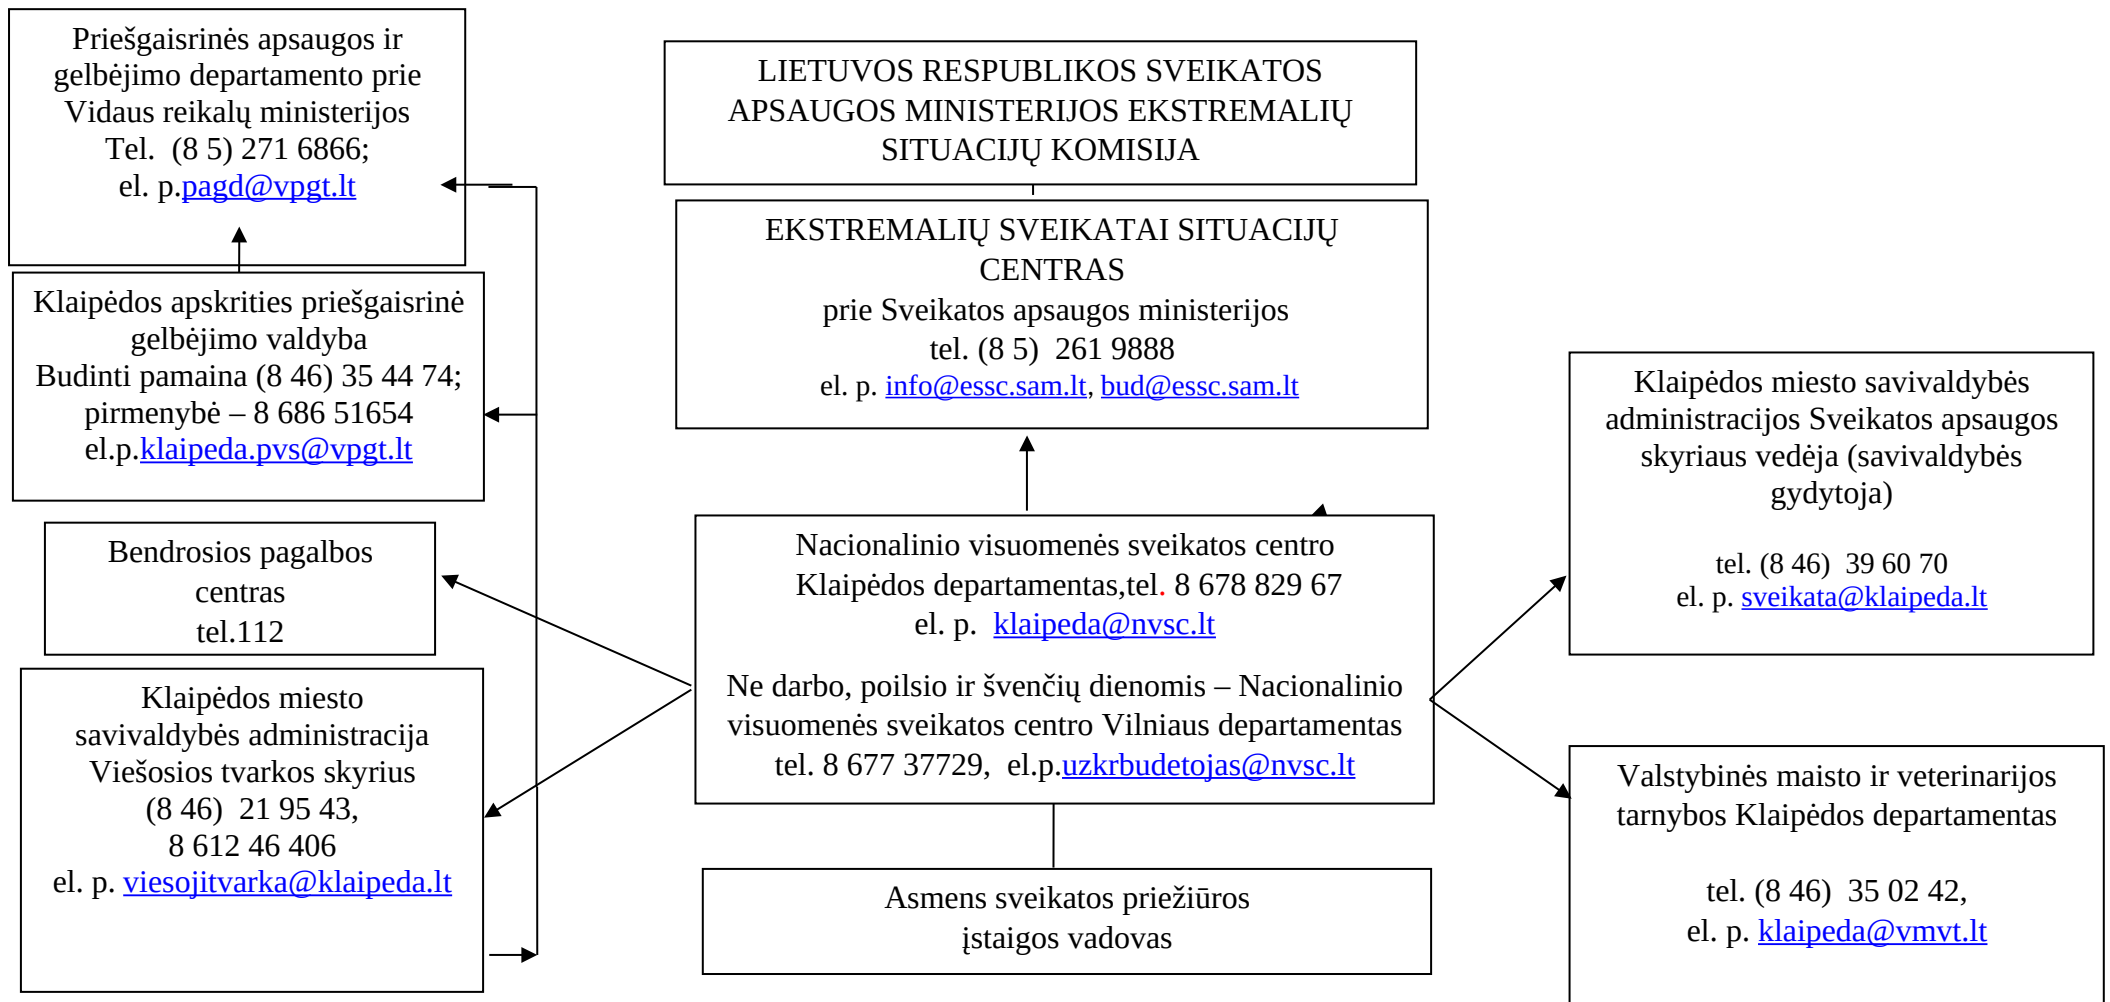 Priešgaisrinės apsaugos ir
gelbėjimo departamento prie
Vidaus reikalų ministerijos
Tel.  (8 5) 271 6866;
el. p.pagd@vpgt.lt
Klaipėdos apskrities priešgaisrinė
gelbėjimo valdyba
Budinti pamaina (8 46) 35 44 74;
pirmenybė – 8 686 51654
el.p.klaipeda.pvs@vpgt.lt
Bendrosios pagalbos
centras
tel.112
Klaipėdos miesto
savivaldybės administracija
Viešosios tvarkos skyrius
(8 46)  21 95 43,
8 612 46 406
el. p. viesojitvarka@klaipeda.lt
LIETUVOS RESPUBLIKOS SVEIKATOS
APSAUGOS MINISTERIJOS EKSTREMALIŲ
SITUACIJŲ KOMISIJA
EKSTREMALIŲ SVEIKATAI SITUACIJŲ
CENTRAS
prie Sveikatos apsaugos ministerijos
tel. (8 5)  261 9888
el. p. info@essc.sam.lt, bud@essc.sam.lt
Nacionalinio visuomenės sveikatos centro
Klaipėdos departamentas,tel. 8 678 829 67
el. p.  klaipeda@nvsc.lt
Ne darbo, poilsio ir švenčių dienomis – Nacionalinio
visuomenės sveikatos centro Vilniaus departamentas
tel. 8 677 37729,  el.p.uzkrbudetojas@nvsc.lt
Asmens sveikatos priežiūros
įstaigos vadovas
Klaipėdos miesto savivaldybės
administracijos Sveikatos apsaugos
skyriaus vedėja (savivaldybės
gydytoja)
tel. (8 46)  39 60 70
el. p. sveikata@klaipeda.lt
Valstybinės maisto ir veterinarijos
tarnybos Klaipėdos departamentas
tel. (8 46)  35 02 42,
el. p. klaipeda@vmvt.lt